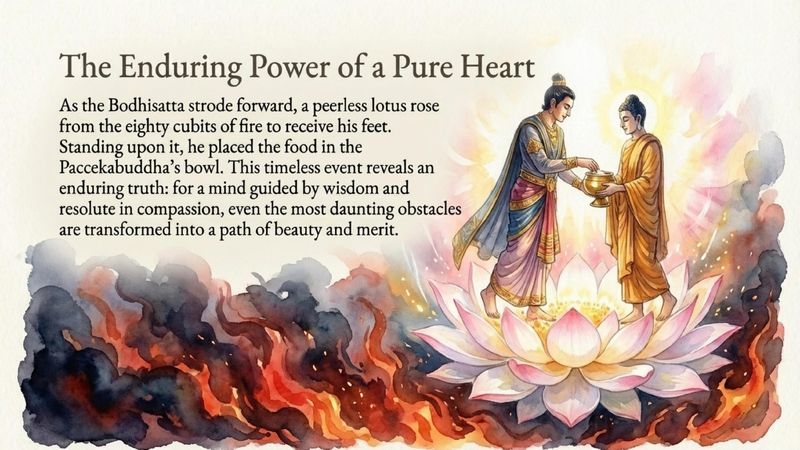 The Enduring Power of a Pure Heart
As the Bodhisatta strode forward, a peerless lotus rose
from the eighty cubits of fire to receive his feet.
Standing upon it, he placed the food in the
Paccekabuddha’s bowl. This timeless event reveals an
enduring truth: for a mind guided by wisdom and
resolute in compassion, even the most daunting obstacles
are transformed into a path of beauty and merit.